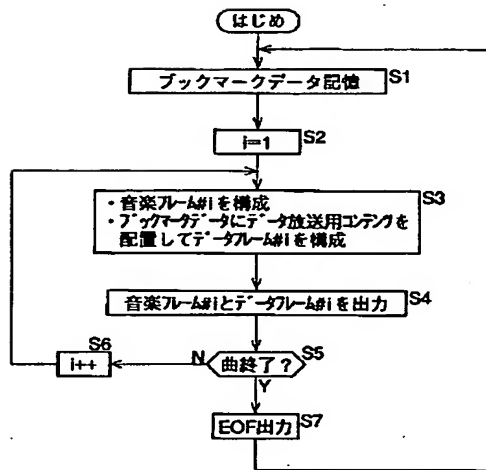 はじめ
ブックマークデータ記憶 S1
i=1 S2
・音楽フレーム#iを構成 S3
・ブックマークデータにデータ放送用コンテンツを
配置してデータフレーム#iを構成
音楽フレーム#iとデータフレーム#iを出力 S4
S6
i++
N
曲終了? S5
Y
EOF出力 S7